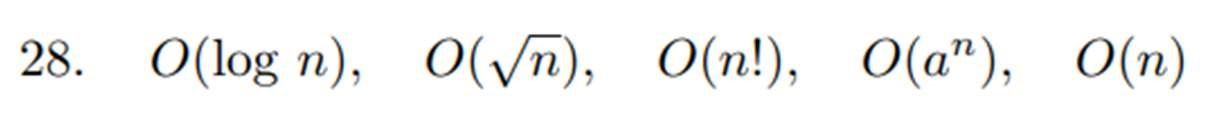 28. O(log n), O(√n), O(n!), O(aⁿ), O(n)